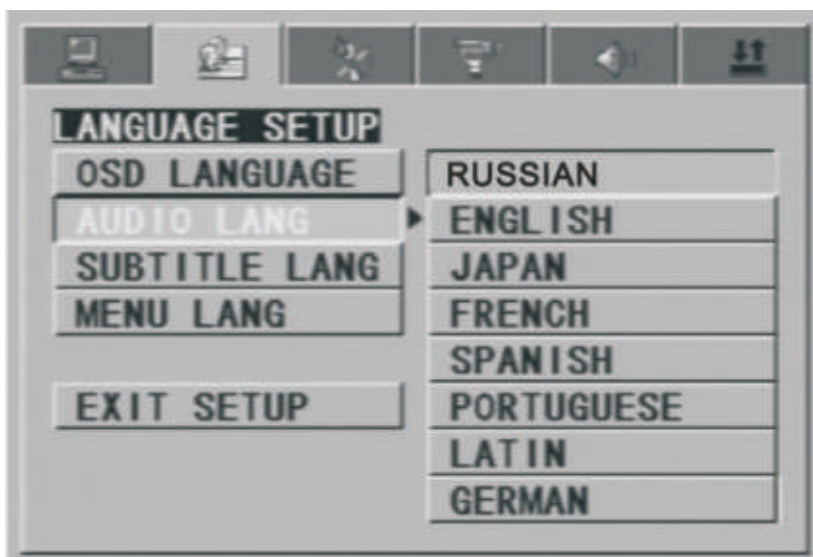 LANGUAGE SETUP
OSD LANGUAGE
AUDIO LANG
SUBTITLE LANG
MENU LANG
EXIT SETUP
RUSSIAN
ENGLISH
JAPAN
FRENCH
SPANISH
PORTUGUESE
LATIN
GERMAN